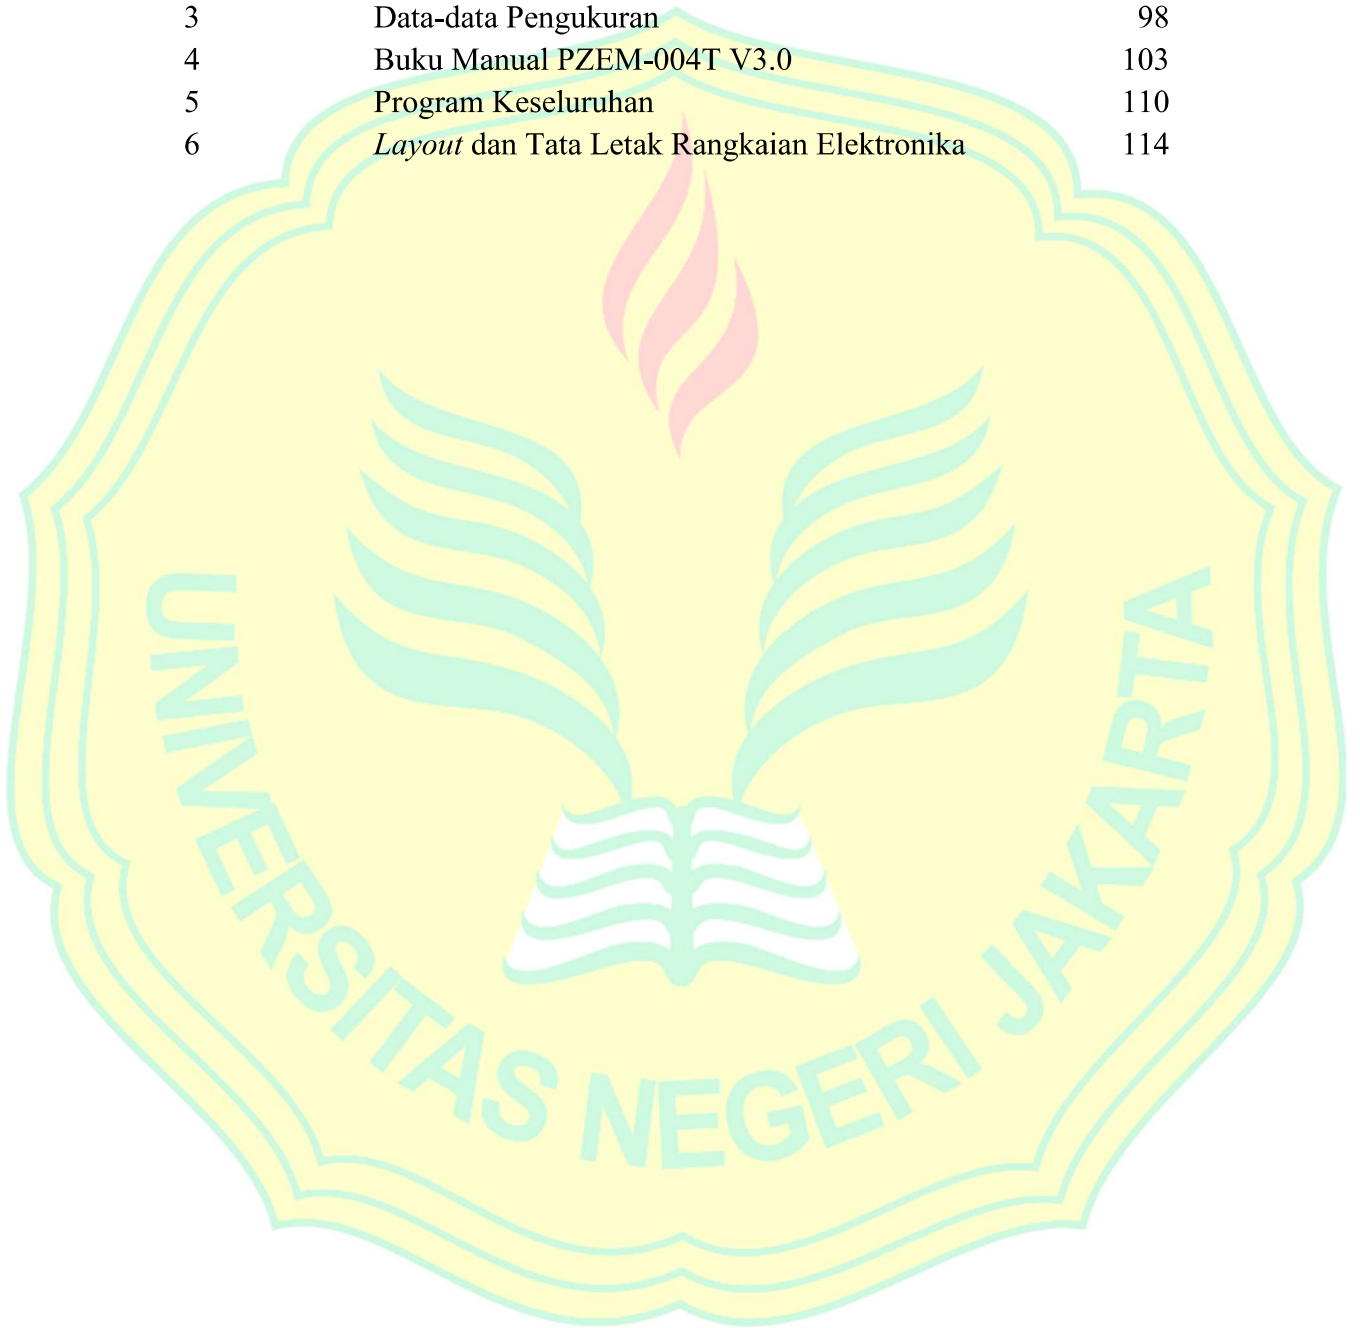 3 Data-data Pengukuran 98
4 Buku Manual PZEM-004T V3.0 103
5 Program Keseluruhan 110
6 Layout dan Tata Letak Rangkaian Elektronika 114
UNIVERSITAS NEGERI JAKARTA